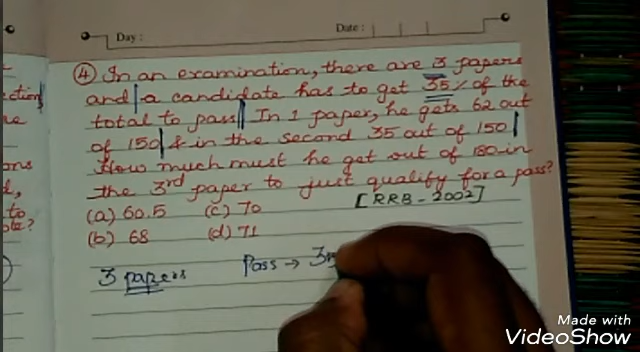 Day :
Date :
ction
④ In an examination, there are 3 papers
and a candidate has to get 35% of the
total to pass In 1 paper, he gets 62 out
of 150 & in the second 35 out of 150
How much must he get out of 180 in
the 3rd paper to just qualify for a pass?
[RRB - 2002]
(a) 60.5 (c) 70
(b) 68 (d) 71
3 papers Pass → 3
Made with
VideoShow